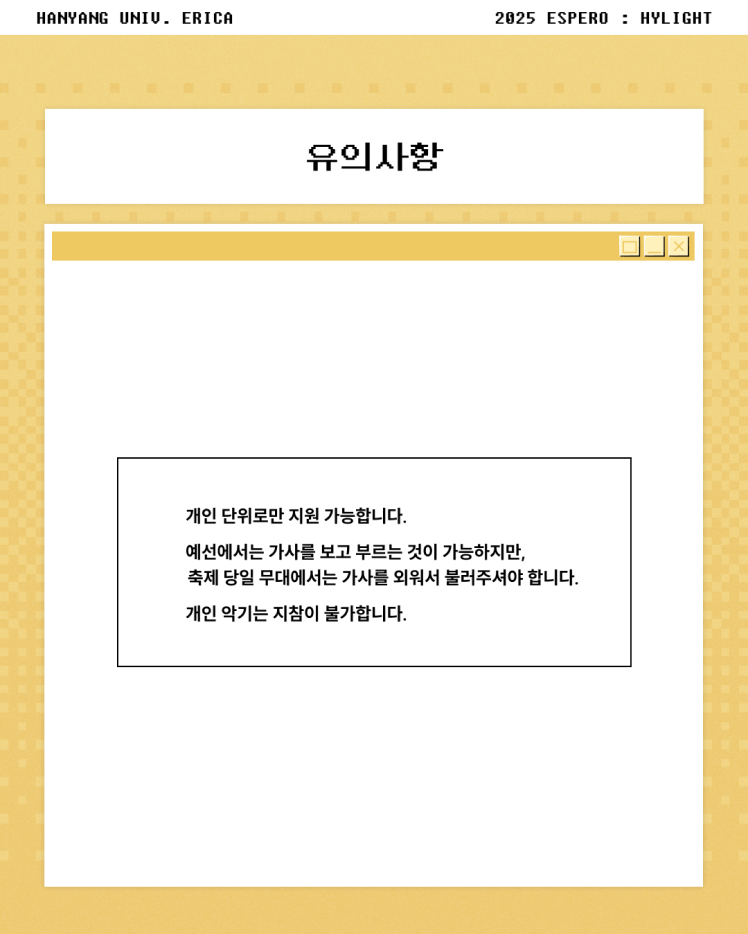 HANYANG UNIV. ERICA
2025 ESPERO : HYLIGHT
유의사항
개인 단위로만 지원 가능합니다.
예선에서는 가사를 보고 부르는 것이 가능하지만,
축제 당일 무대에서는 가사를 외워서 불러주셔야 합니다.
개인 악기는 지참이 불가합니다.